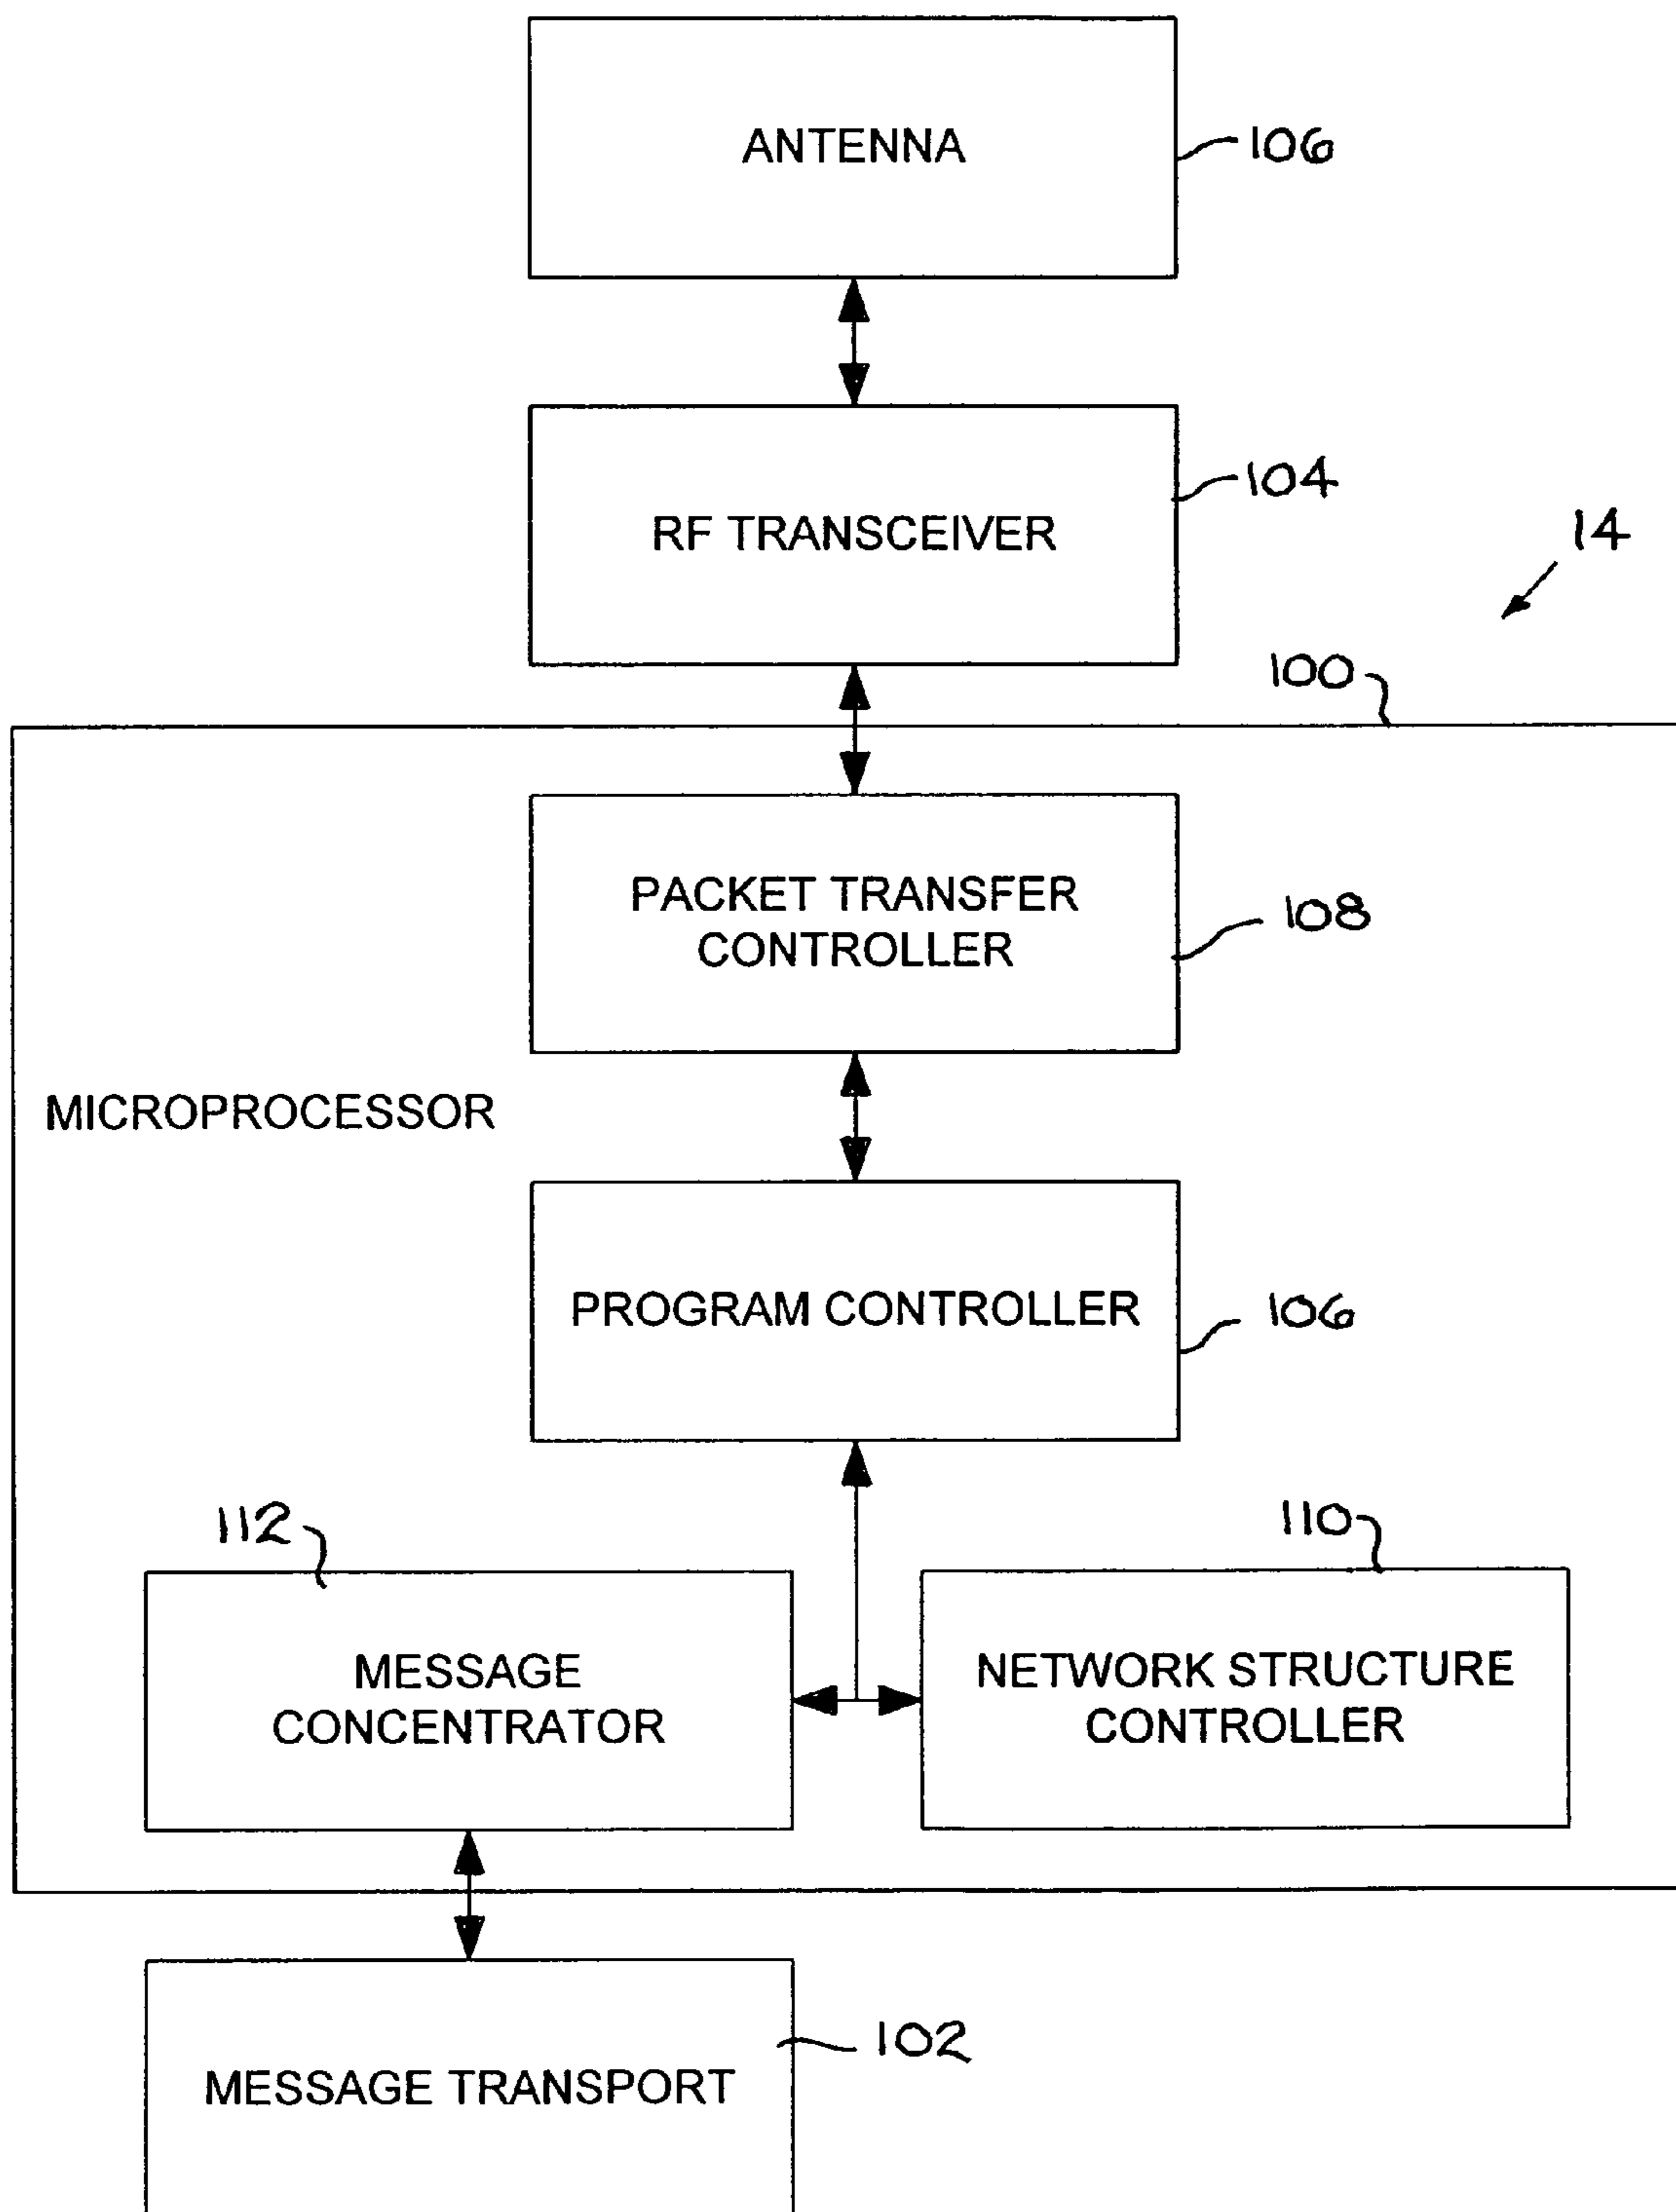 ANTENNA
106
RF TRANSCEIVER
104
14
100
PACKET TRANSFER
CONTROLLER
108
MICROPROCESSOR
PROGRAM CONTROLLER
106
112
110
MESSAGE
CONCENTRATOR
NETWORK STRUCTURE
CONTROLLER
102
MESSAGE TRANSPORT